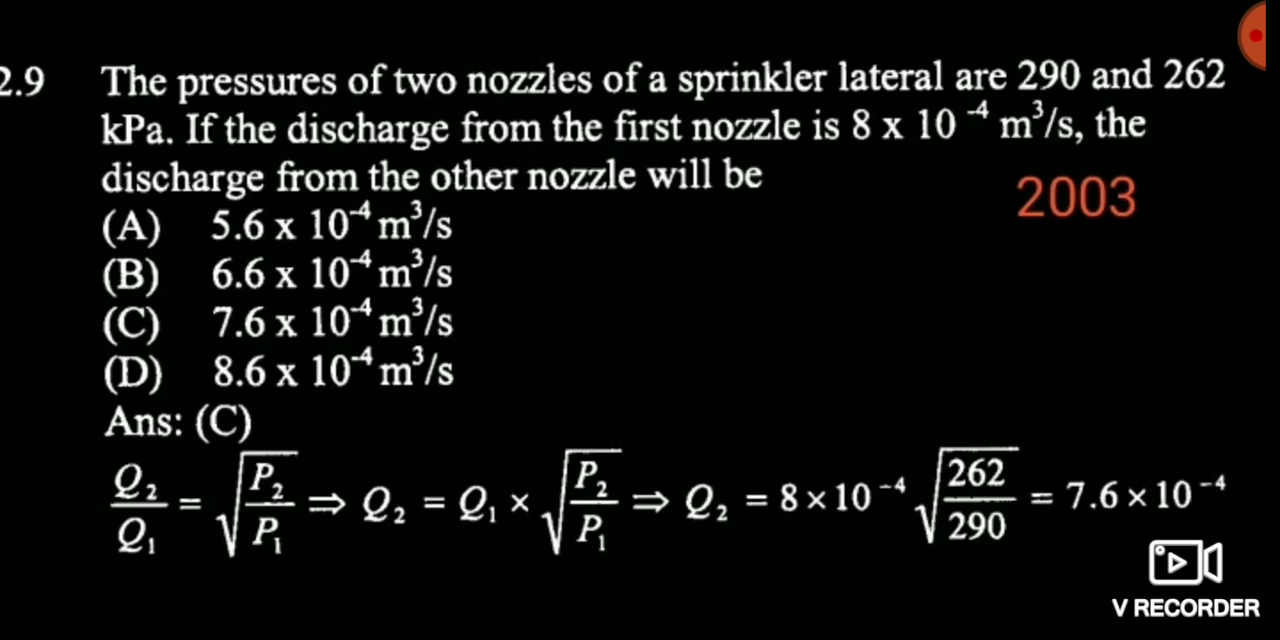 2.9 The pressures of two nozzles of a sprinkler lateral are 290 and 262
kPa. If the discharge from the first nozzle is 8 x 10⁻⁴ m³/s, the
discharge from the other nozzle will be
2003
(A) 5.6 x 10⁻⁴ m³/s
(B) 6.6 x 10⁻⁴ m³/s
(C) 7.6 x 10⁻⁴ m³/s
(D) 8.6 x 10⁻⁴ m³/s
Ans: (C)
Q₂/Q₁ = √(P₂/P₁) ⇒ Q₂ = Q₁ × √(P₂/P₁) ⇒ Q₂ = 8 × 10⁻⁴ √(262/290) = 7.6 × 10⁻⁴
V RECORDER